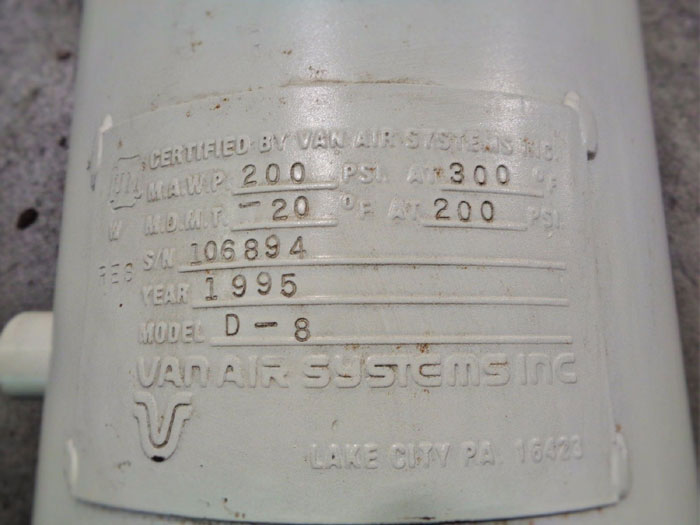 CERTIFIED BY VAN AIR SYSTEMS INC.
M.A.W.P. 200 PSI. AT 300 °F
W M.D.M.T. -20 °F AT 200 PSI.
S/N 106894
YEAR 1995
MODEL D-8
VAN AIR SYSTEMS INC
LAKE CITY PA. 16423